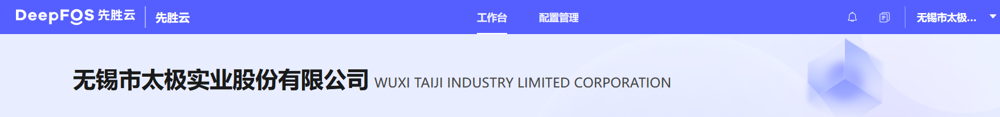 DeepFOS 先胜云 先胜云 工作台 配置管理 无锡市太极...
无锡市太极实业股份有限公司 WUXI TAIJI INDUSTRY LIMITED CORPORATION